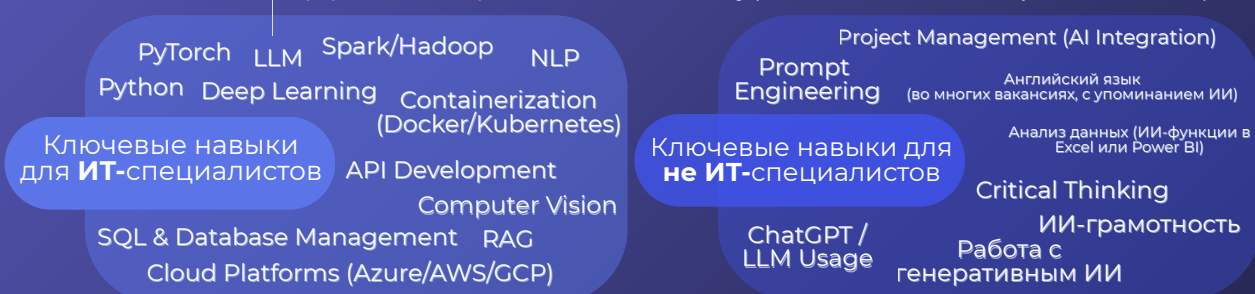 PyTorch
LLM
Spark/Hadoop
NLP
Python
Deep Learning
Containerization
(Docker/Kubernetes)
Ключевые навыки
для ИТ-специалистов
API Development
Computer Vision
SQL & Database Management
RAG
Cloud Platforms (Azure/AWS/GCP)
Project Management (AI Integration)
Prompt
Engineering
Английский язык
(во многих вакансиях, с упоминанием ИИ)
Анализ данных (ИИ-функции в
Excel или Power BI)
Ключевые навыки для
не ИТ-специалистов
Critical Thinking
ИИ-грамотность
ChatGPT /
LLM Usage
Работа с
генеративным ИИ